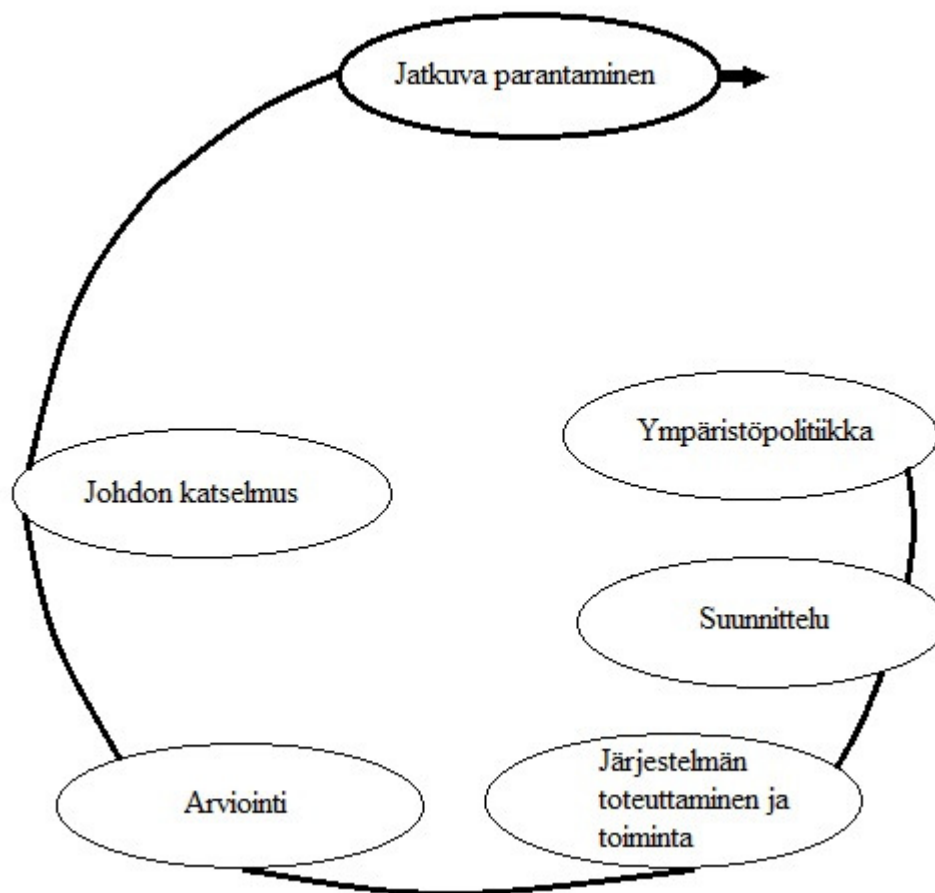 Jatkuva parantaminen
Ympäristöpolitiikka
Johdon katselmus
Suunnittelu
Järjestelmän
toteuttaminen ja
toiminta
Arviointi